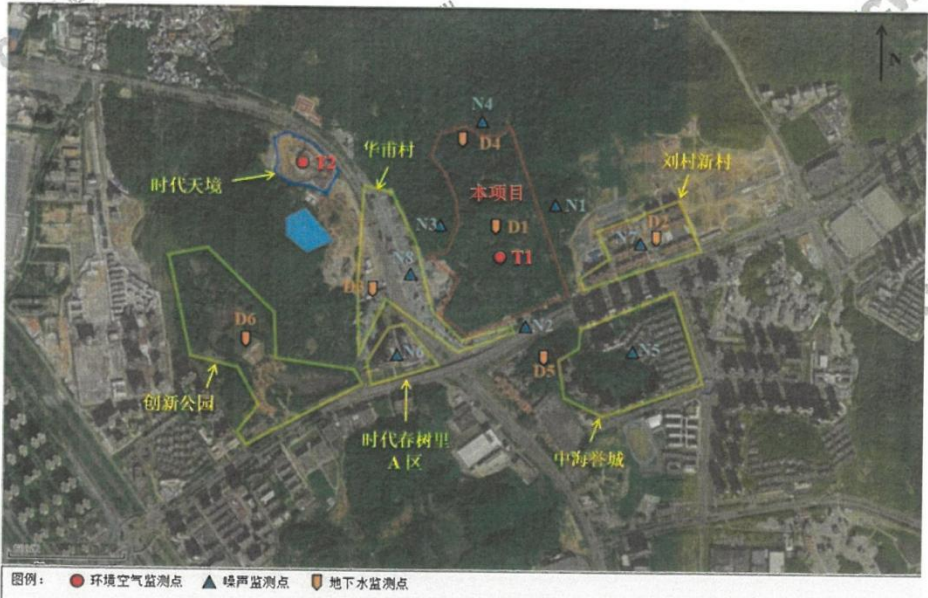 N
N4
D4
华甫村
T2
时代天境
刘村新村
本项目
N1
N3
D1
D2
N7
T1
N8
D3
D6
N2
N6
D5
N5
创新公园
时代春树里
A区
中海誉城
图例： 环境空气监测点 噪声监测点 地下水监测点